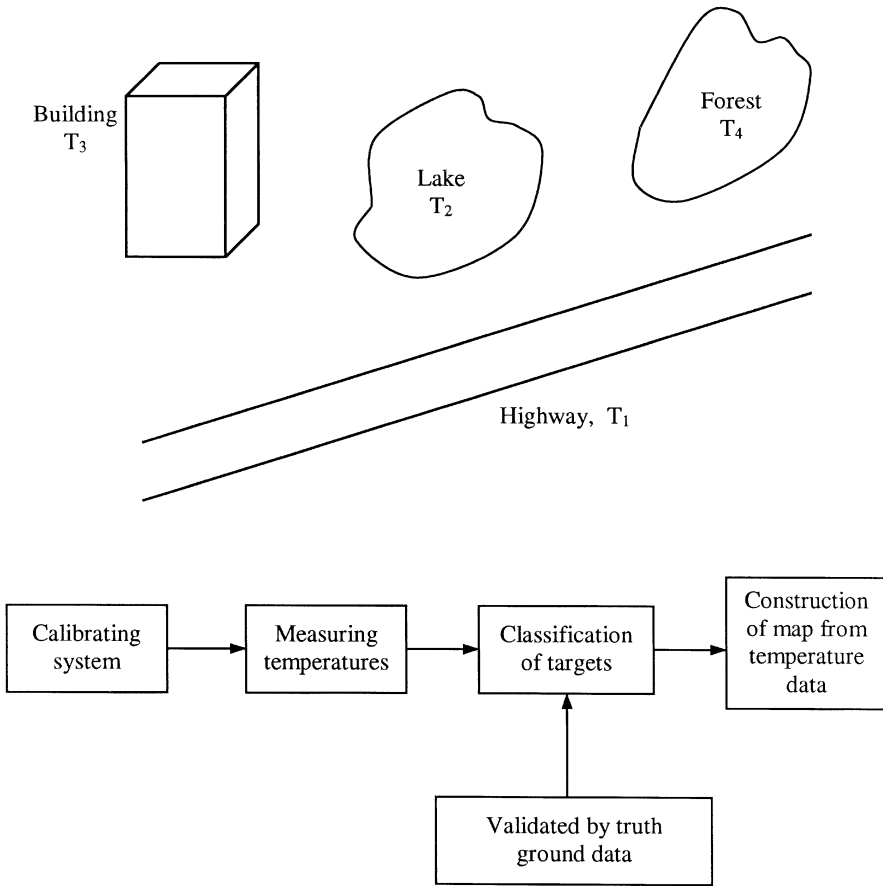 Forest
T4
Building
T3
Lake
T2
Highway, T1
Calibrating
system
Measuring
temperatures
Classification
of targets
Construction
of map from
temperature
data
Validated by truth
ground data